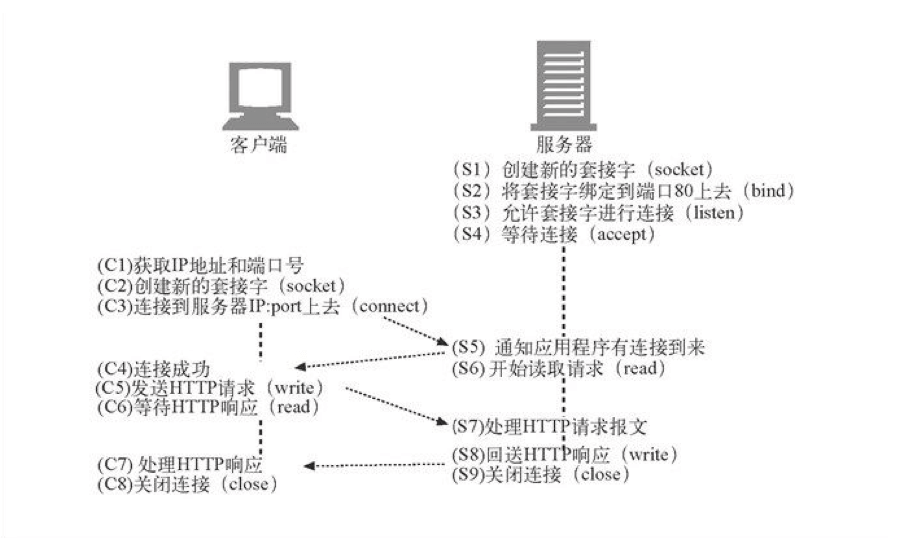 客户端
服务器
(S1) 创建新的套接字（socket）
(S2) 将套接字绑定到端口80上去（bind）
(S3) 允许套接字进行连接（listen）
(S4) 等待连接（accept）
(C1)获取IP地址和端口号
(C2)创建新的套接字（socket）
(C3)连接到服务器IP:port上去（connect）
(S5) 通知应用程序有连接到来
(S6) 开始读取请求（read）
(C4)连接成功
(C5)发送HTTP请求（write）
(C6)等待HTTP响应（read）
(S7)处理HTTP请求报文
(S8)回送HTTP响应（write）
(S9)关闭连接（close）
(C7) 处理HTTP响应
(C8)关闭连接（close）